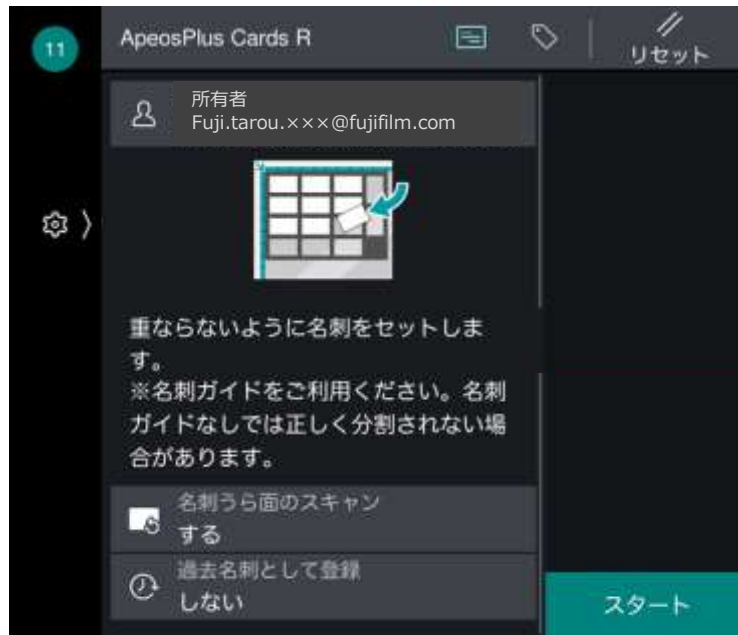 11
ApeosPlus Cards R
リセット
所有者
Fuji.tarou.×××@fujifilm.com
重ならないように名刺をセットしま
す。
※名刺ガイドをご利用ください。名刺
ガイドなしでは正しく分割されない場
合があります。
名刺うら面のスキャン
する
過去名刺として登録
しない
スタート